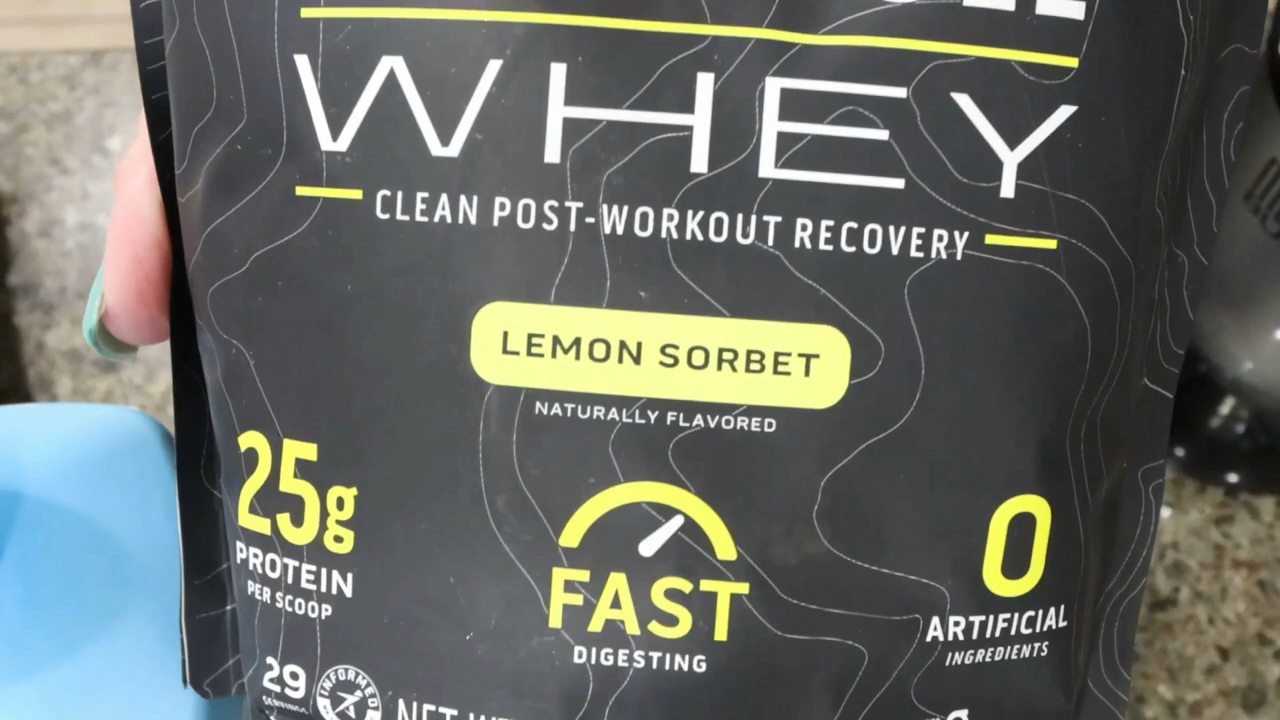 WHEY
CLEAN POST-WORKOUT RECOVERY
LEMON SORBET
NATURALLY FLAVORED
25g
PROTEIN
PER SCOOP
FAST
DIGESTING
0
ARTIFICIAL
INGREDIENTS
29
SERVINGS
INFORMED
NET WT